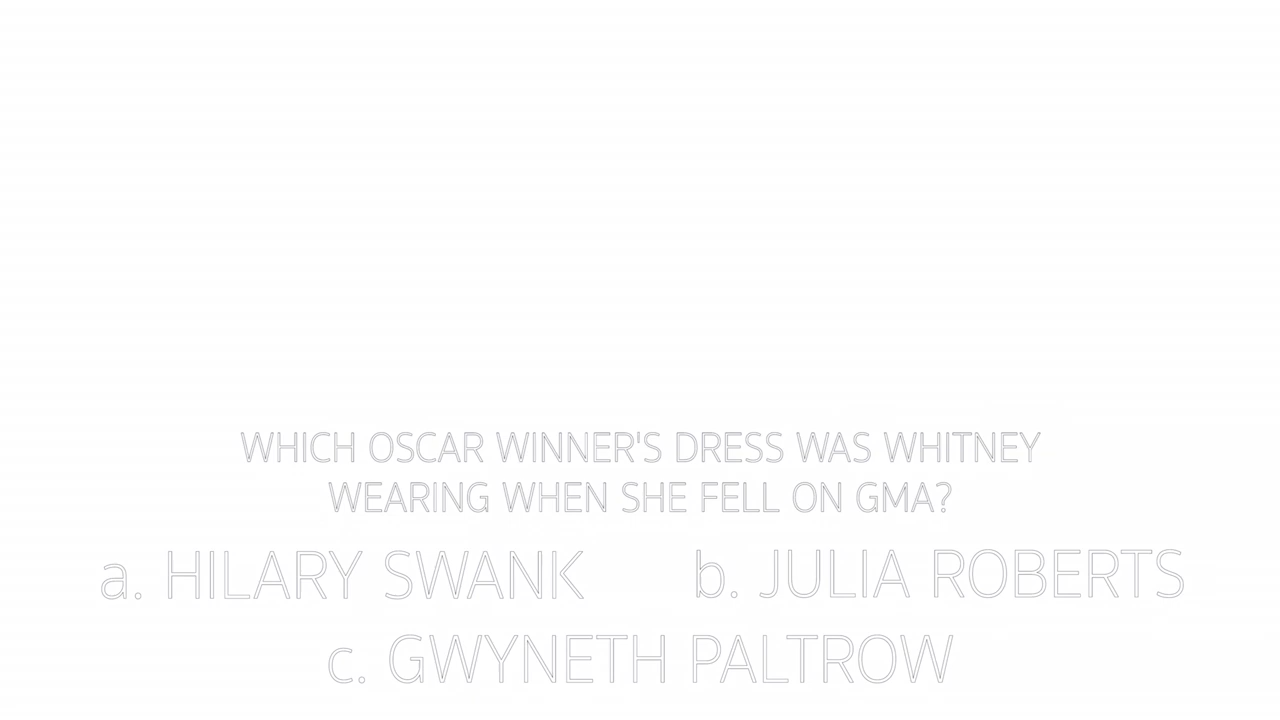 WHICH OSCAR WINNER'S DRESS WAS WHITNEY
WEARING WHEN SHE FELL ON GMA?
a. HILARY SWANK b. JULIA ROBERTS
c. GWYNETH PALTROW